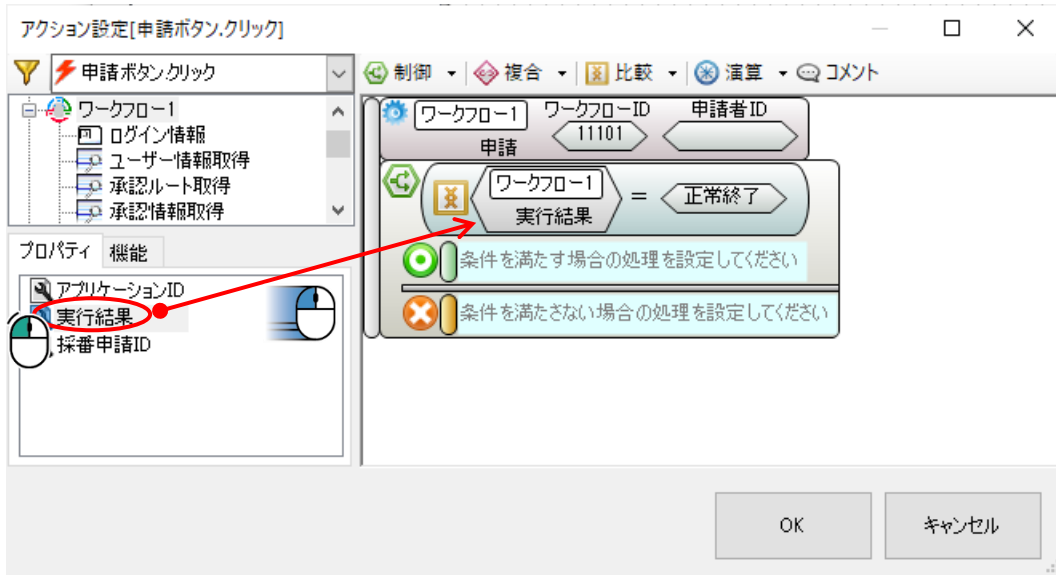 アクション設定[申請ボタン.クリック]
申請ボタン.クリック
制御 複合 比較 演算 コメント
ワークフロー1
ログイン情報
ユーザー情報取得
承認ルート取得
承認情報取得
プロパティ 機能
アプリケーションID
実行結果
採番申請ID
ワークフロー1 ワークフローID 申請者ID
11101
申請
ワークフロー1
= 正常終了
実行結果
条件を満たす場合の処理を設定してください
条件を満たさない場合の処理を設定してください
OK キャンセル